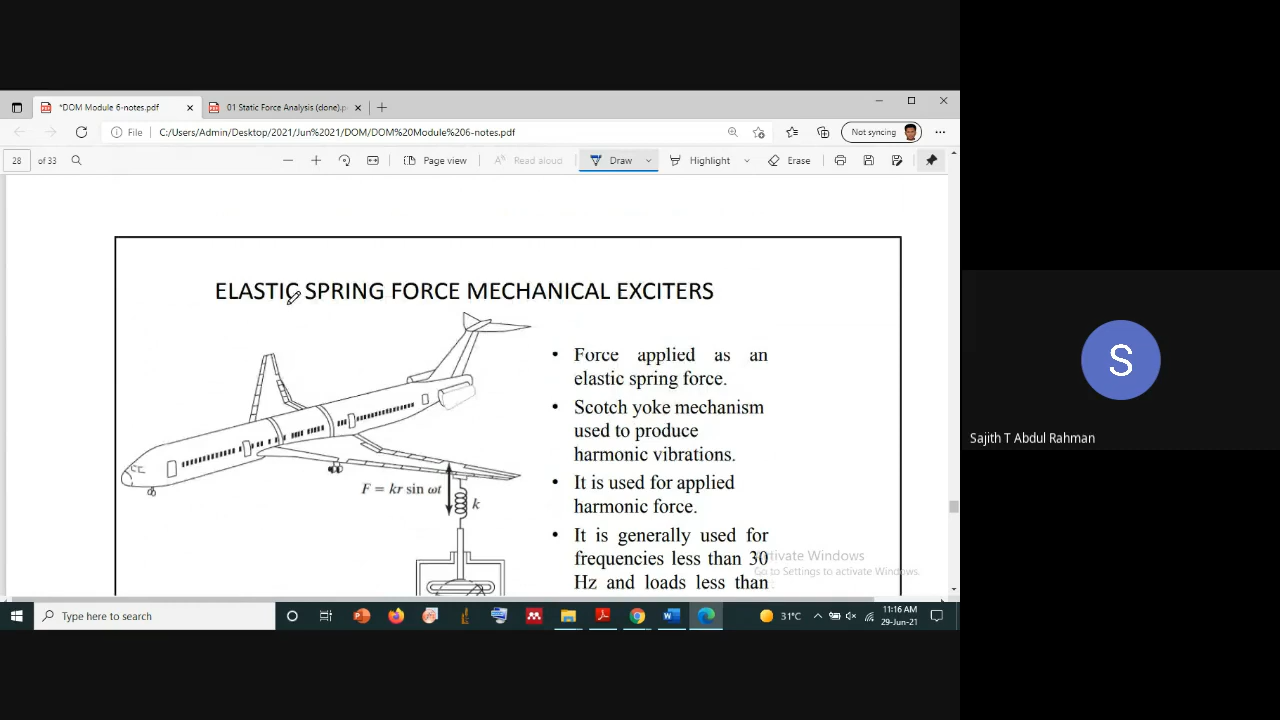 *DOM Module 6-notes.pdf
01 Static Force Analysis (done).p
File
C:/Users/Admin/Desktop/2021/Jun%2021/DOM/DOM%20Module%206-notes.pdf
Not syncing
28 of 33
Page view
Read aloud
Draw
Highlight
Erase
ELASTIC SPRING FORCE MECHANICAL EXCITERS
F = kr sin ωt
k
• Force applied as an
elastic spring force.
• Scotch yoke mechanism
used to produce
harmonic vibrations.
• It is used for applied
harmonic force.
• It is generally used for
frequencies less than 30
Hz and loads less than
Activate Windows
Go to Settings to activate Windows.
S
Sajith T Abdul Rahman
Type here to search
31°C
11:16 AM
29-Jun-21